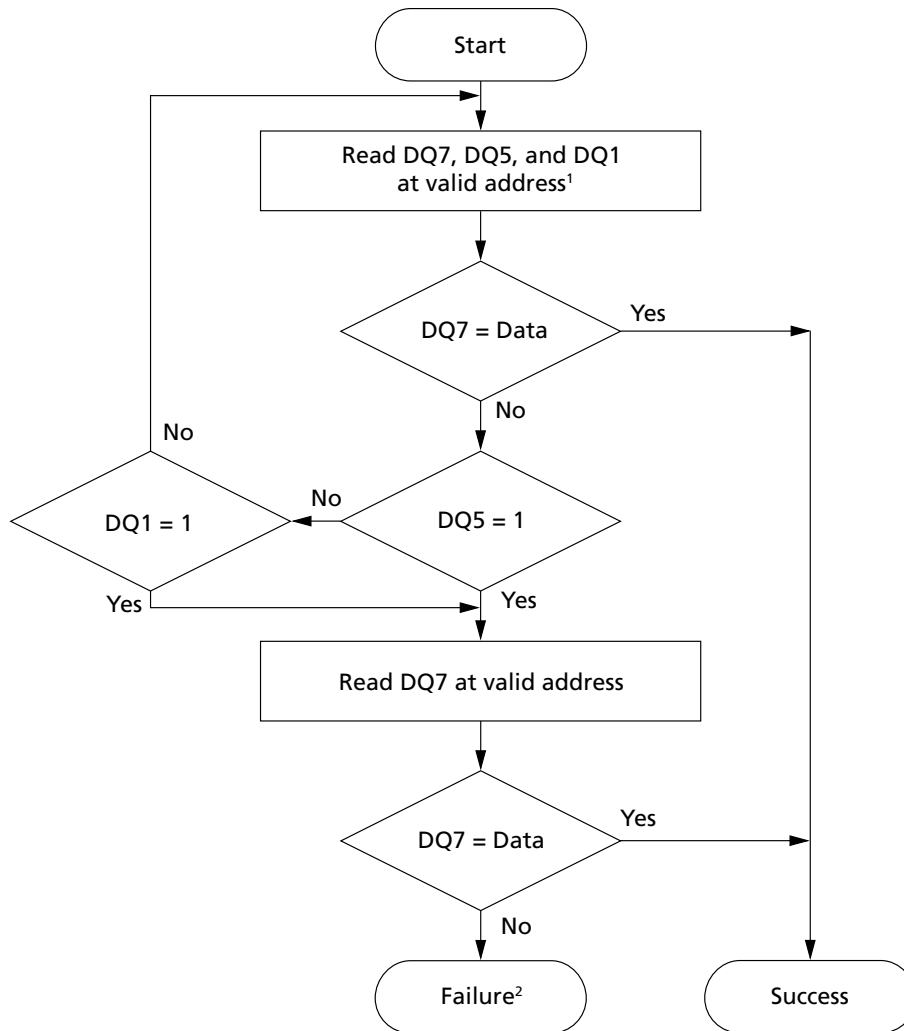 Start
Read DQ7, DQ5, and DQ1
at valid address¹
DQ7 = Data
Yes
No
No
DQ1 = 1
No
DQ5 = 1
Yes
Yes
Read DQ7 at valid address
DQ7 = Data
Yes
No
Failure²
Success